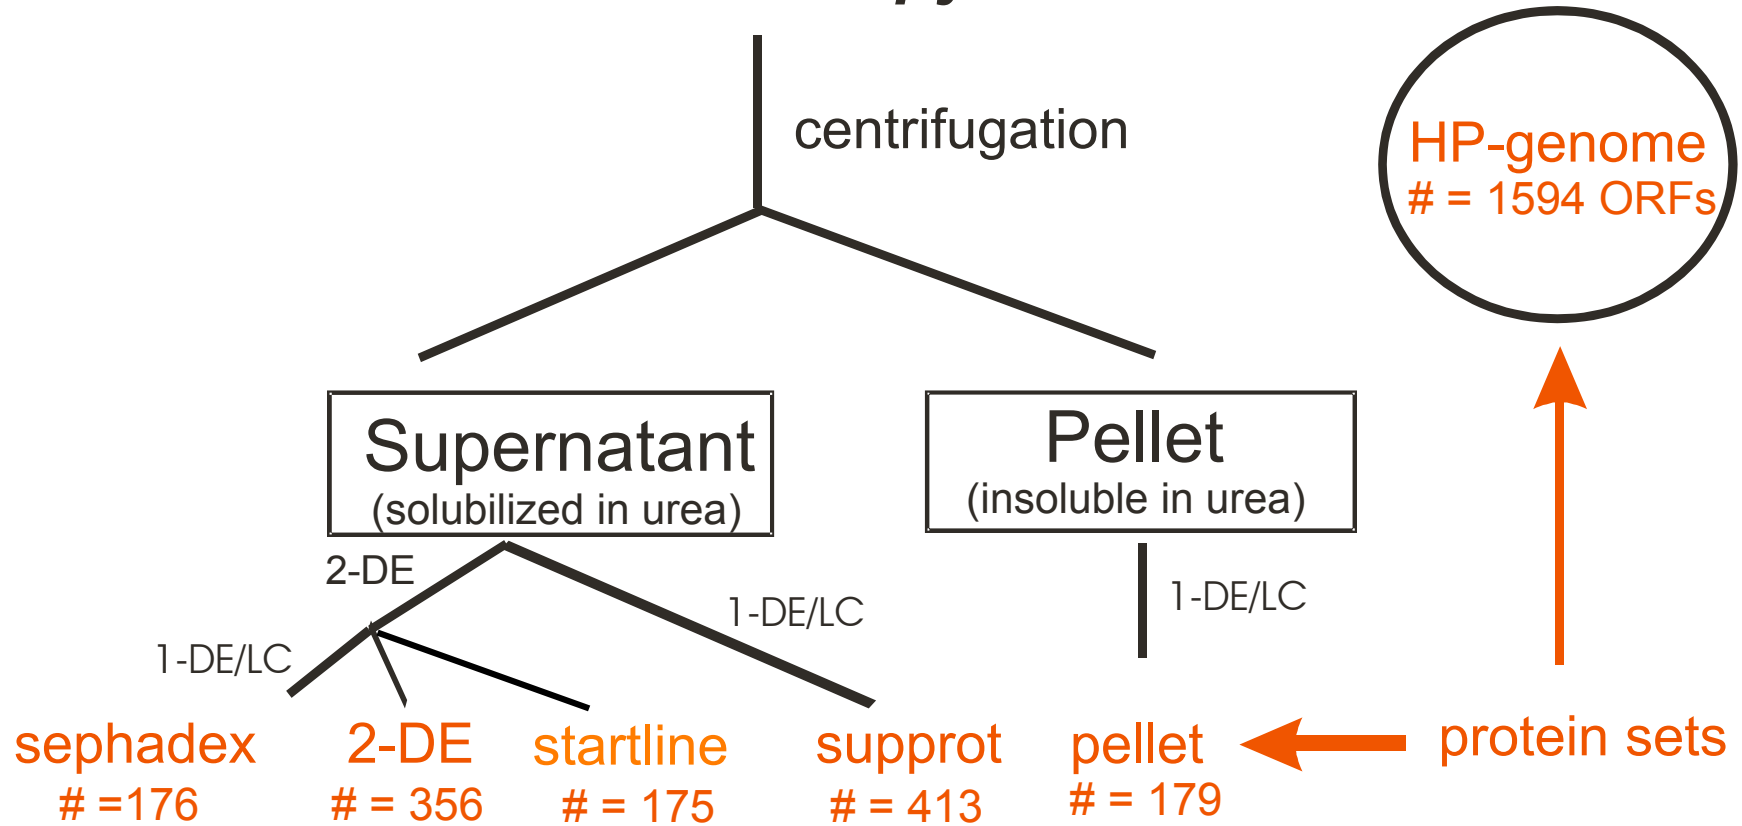 centrifugation
HP-genome
# = 1594 ORFs
Supernatant
(solubilized in urea)
Pellet
(insoluble in urea)
2-DE
1-DE/LC
1-DE/LC
1-DE/LC
sephadex
# =176
2-DE
# = 356
startline
# = 175
supprot
# = 413
pellet
# = 179
protein sets